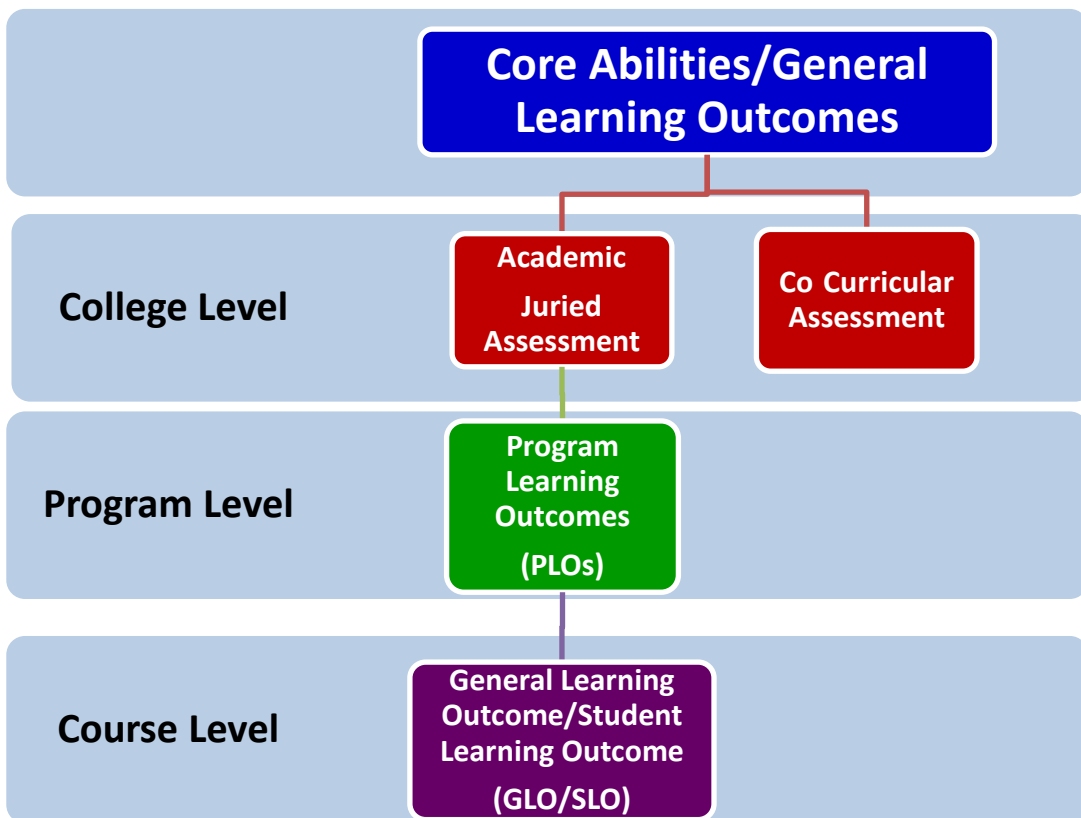 Core Abilities/General
Learning Outcomes
College Level
Academic
Juried
Assessment
Co Curricular
Assessment
Program Level
Program
Learning
Outcomes
(PLOs)
Course Level
General Learning
Outcome/Student
Learning Outcome
(GLO/SLO)